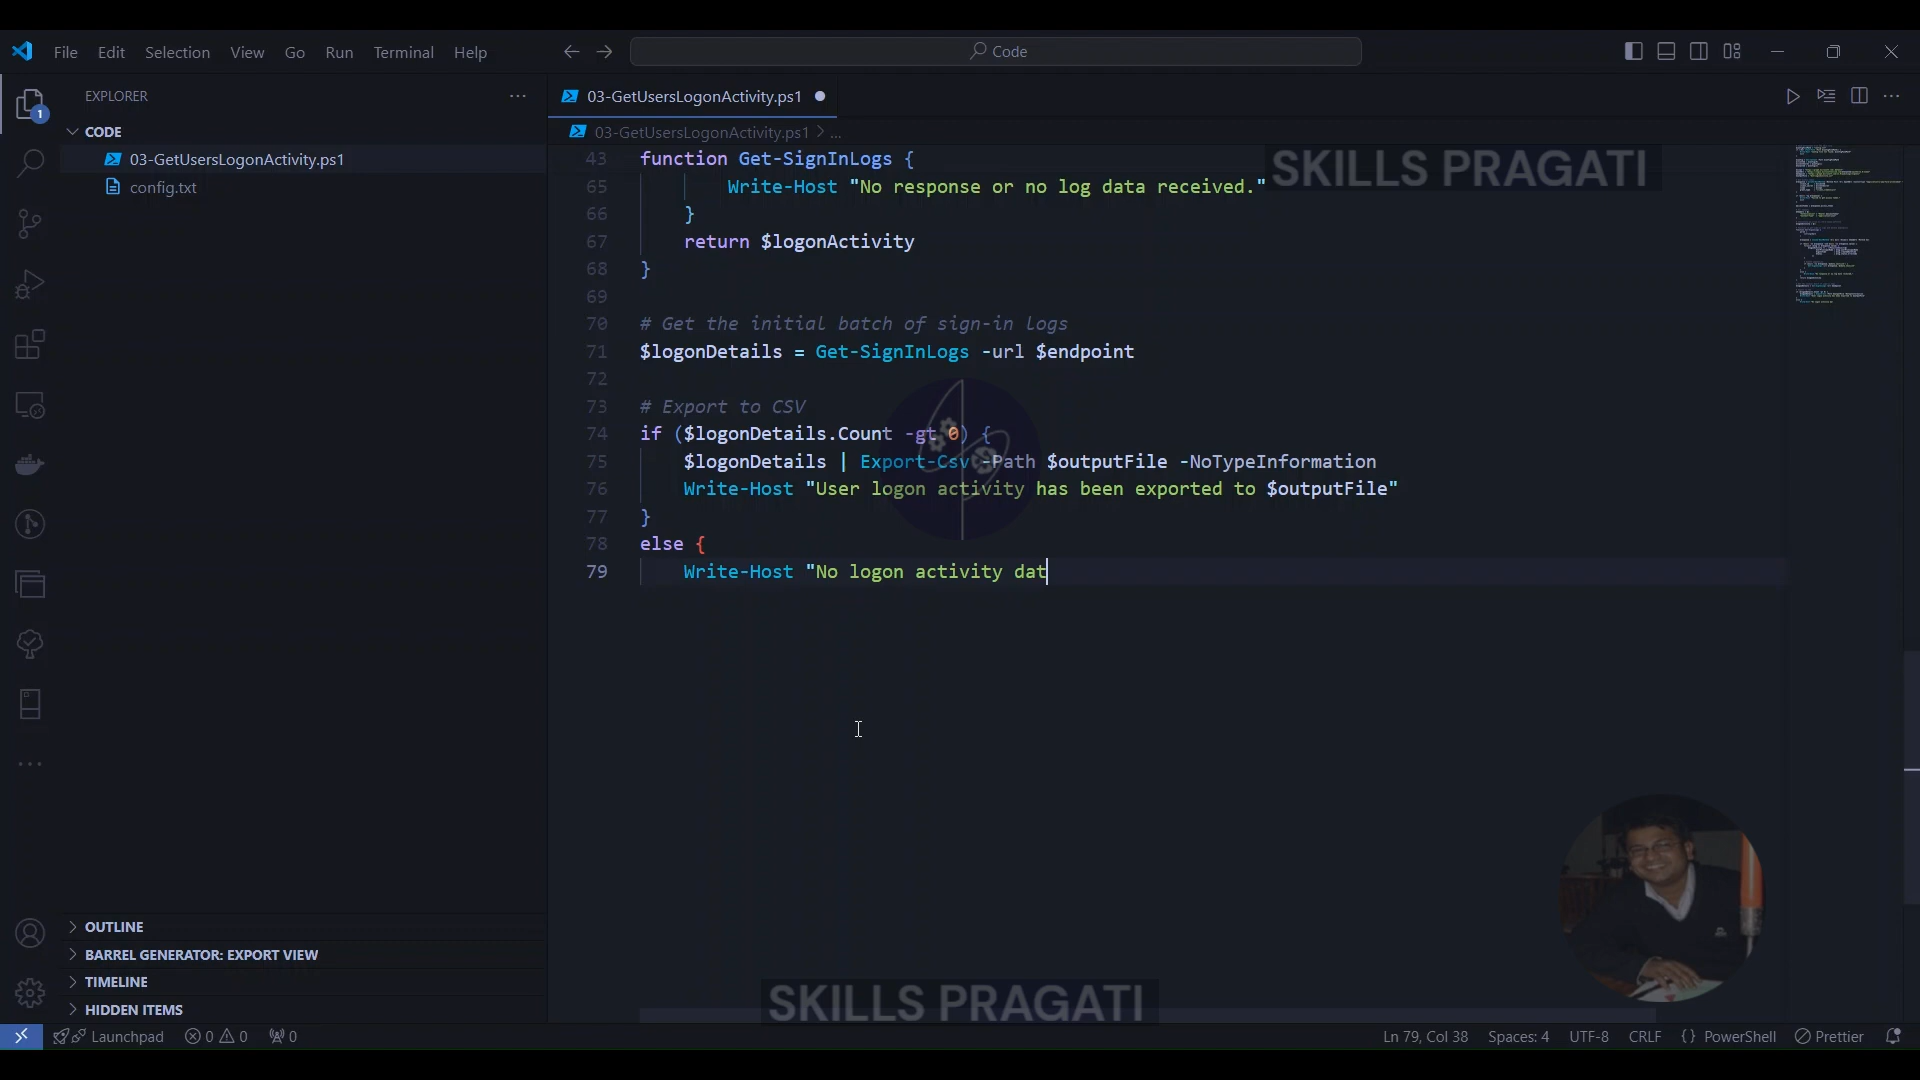 File Edit Selection View Go Run Terminal Help
Code
EXPLORER
03-GetUsersLogonActivity.ps1
1
CODE
03-GetUsersLogonActivity.ps1 > ...
03-GetUsersLogonActivity.ps1
config.txt
SKILLS PRAGATI
43 function Get-SignInLogs {
65 Write-Host "No response or no log data received."
66 }
67 return $logonActivity
68 }
69
70 # Get the initial batch of sign-in logs
71 $logonDetails = Get-SignInLogs -url $endpoint
72
73 # Export to CSV
74 if ($logonDetails.Count -gt 0) {
75 $logonDetails | Export-Csv -Path $outputFile -NoTypeInformation
76 Write-Host "User logon activity has been exported to $outputFile"
77 }
78 else {
79 Write-Host "No logon activity dat
OUTLINE
BARREL GENERATOR: EXPORT VIEW
TIMELINE
HIDDEN ITEMS
SKILLS PRAGATI
Launchpad 0 0 0 Ln 79, Col 38 Spaces: 4 UTF-8 CRLF {} PowerShell Prettier